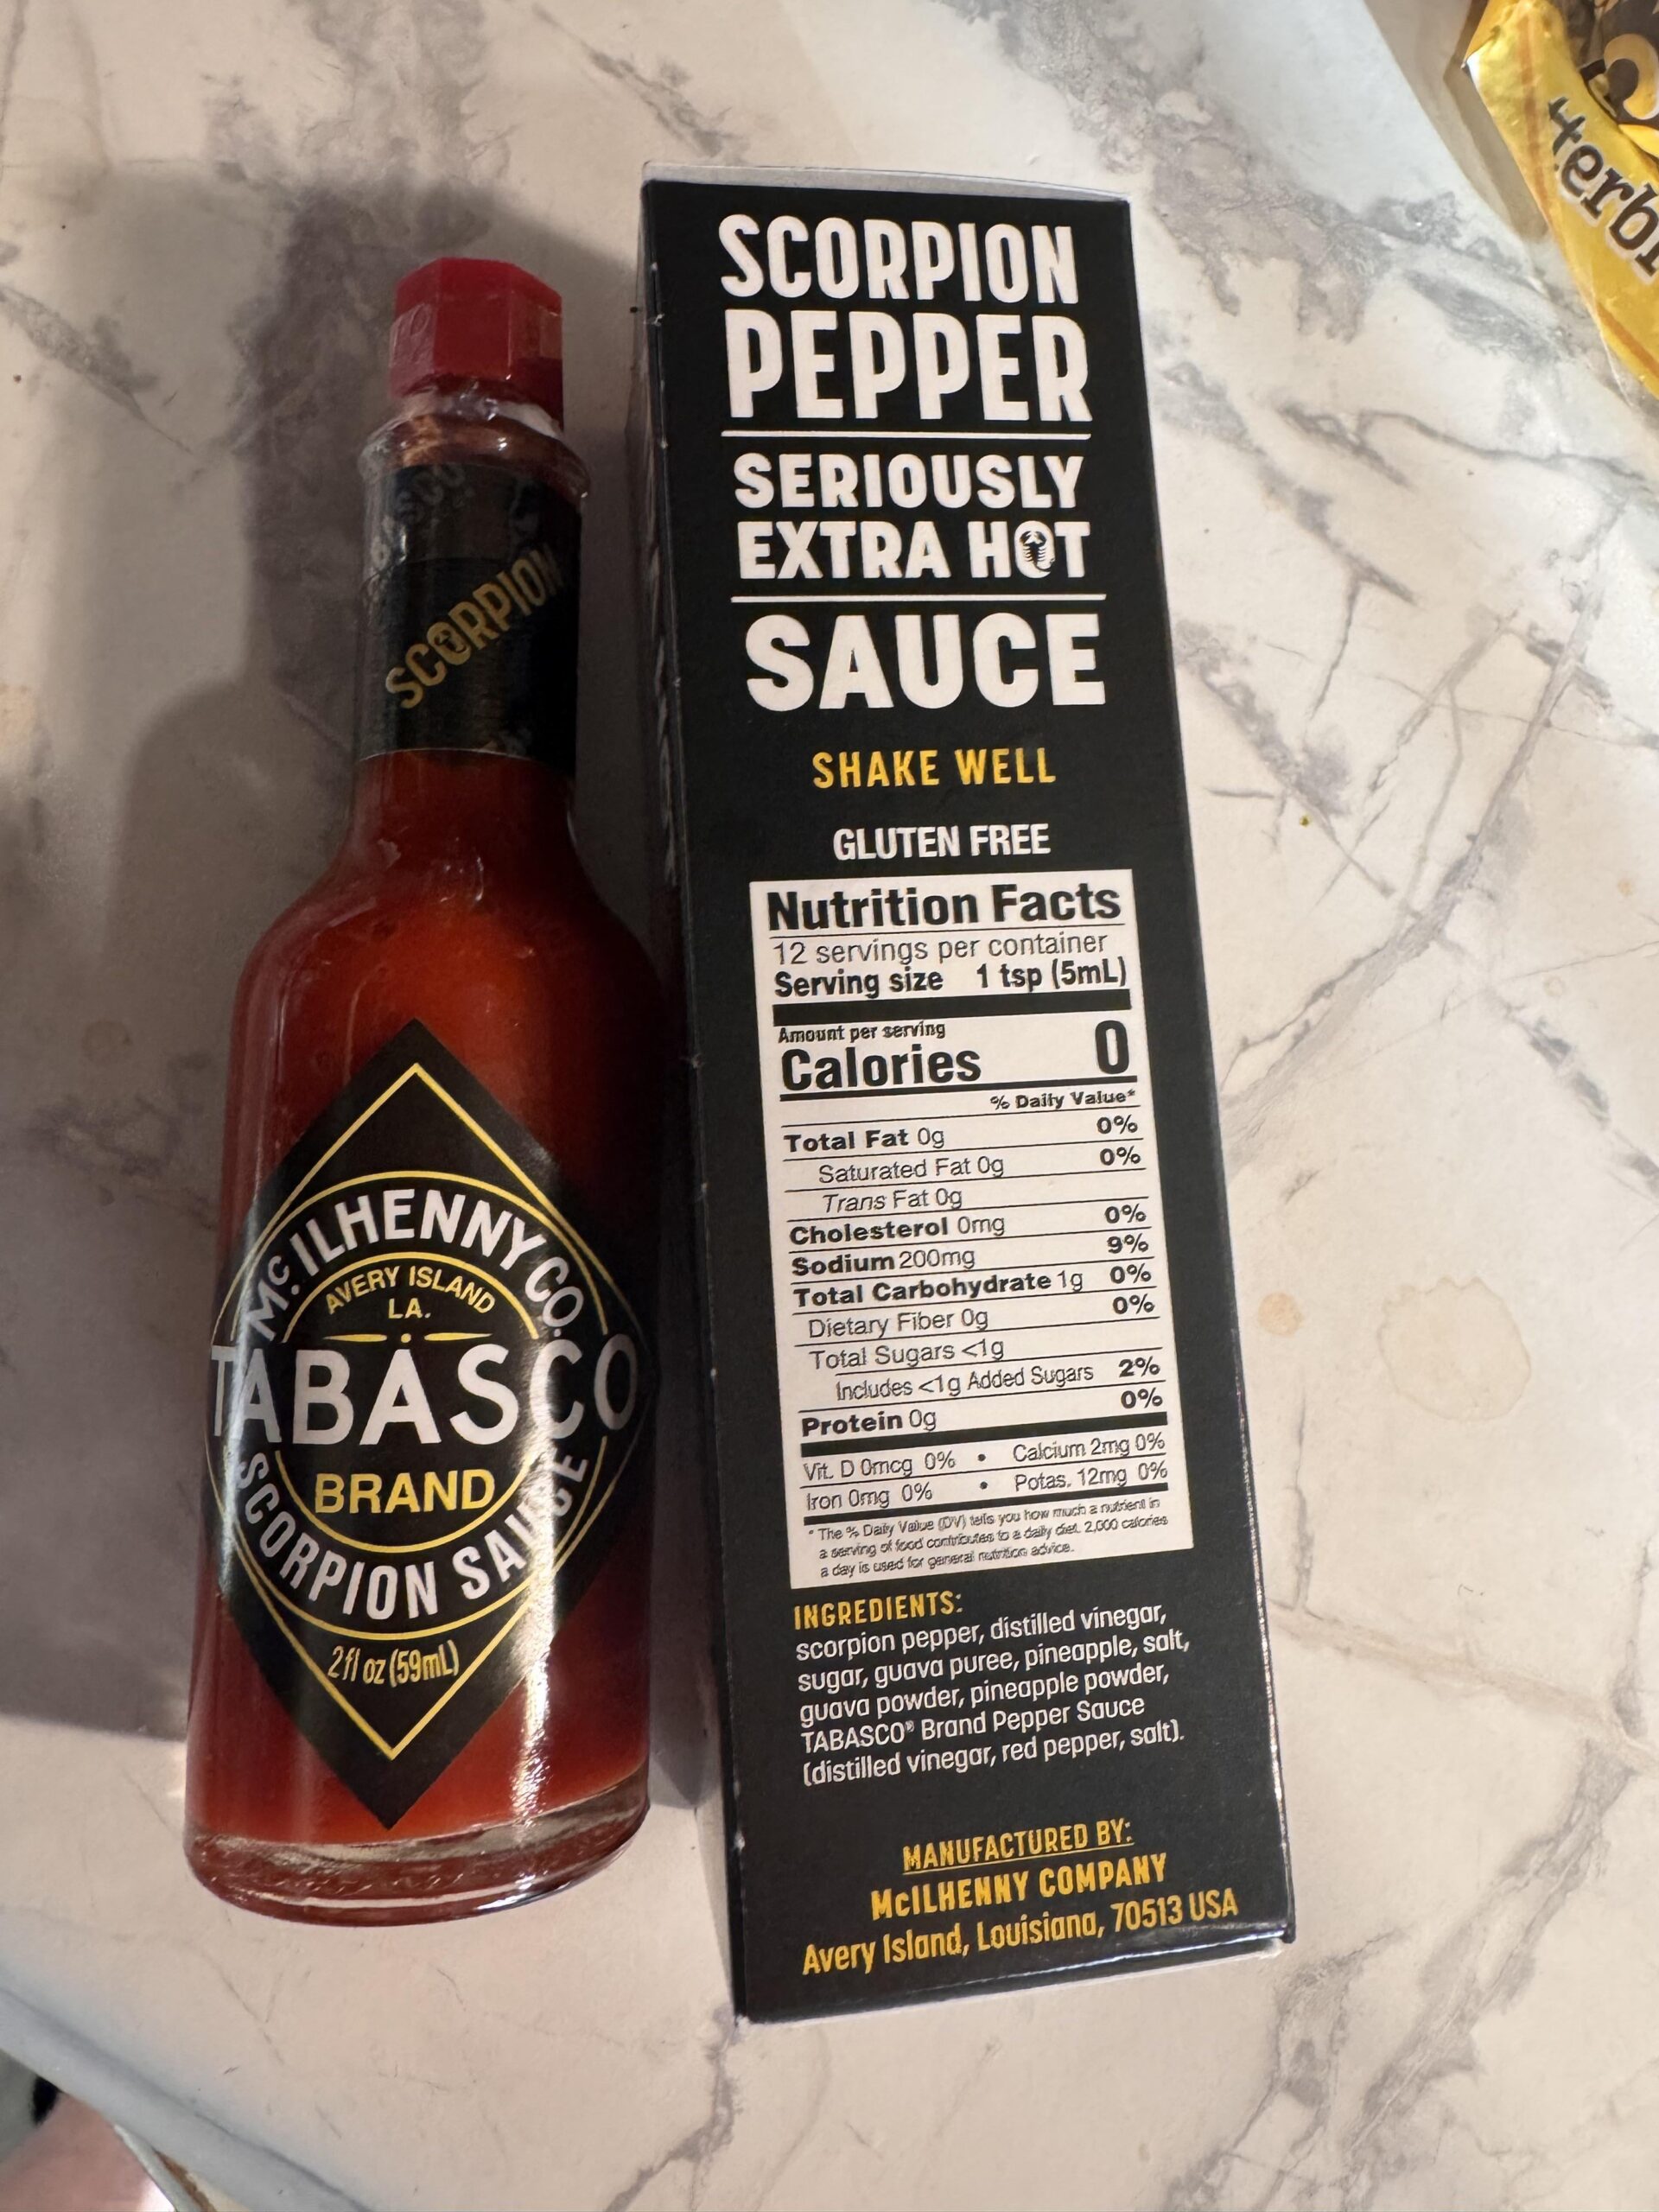 SCORPION
Mc. ILHENNY CO.
AVERY ISLAND
LA.
TABASCO
BRAND
SCORPION SAUCE
2 fl oz (59mL)
SCORPION
PEPPER
SERIOUSLY
EXTRA HOT
SAUCE
SHAKE WELL
GLUTEN FREE
Nutrition Facts
12 servings per container
Serving size 1 tsp (5mL)
Amount per serving
Calories 0
% Daily Value*
Total Fat 0g 0%
Saturated Fat 0g 0%
Trans Fat 0g
Cholesterol 0mg 0%
Sodium 200mg 9%
Total Carbohydrate 1g 0%
Dietary Fiber 0g 0%
Total Sugars <1g
Includes <1g Added Sugars 2%
Protein 0g 0%
Vit. D 0mcg 0% • Calcium 2mg 0%
Iron 0mg 0% • Potas. 12mg 0%
* The % Daily Value (DV) tells you how much a nutrient in
a serving of food contributes to a daily diet. 2,000 calories
a day is used for general nutrition advice.
INGREDIENTS:
scorpion pepper, distilled vinegar,
sugar, guava puree, pineapple, salt,
guava powder, pineapple powder,
TABASCO® Brand Pepper Sauce
(distilled vinegar, red pepper, salt).
MANUFACTURED BY:
McILHENNY COMPANY
Avery Island, Louisiana, 70513 USA